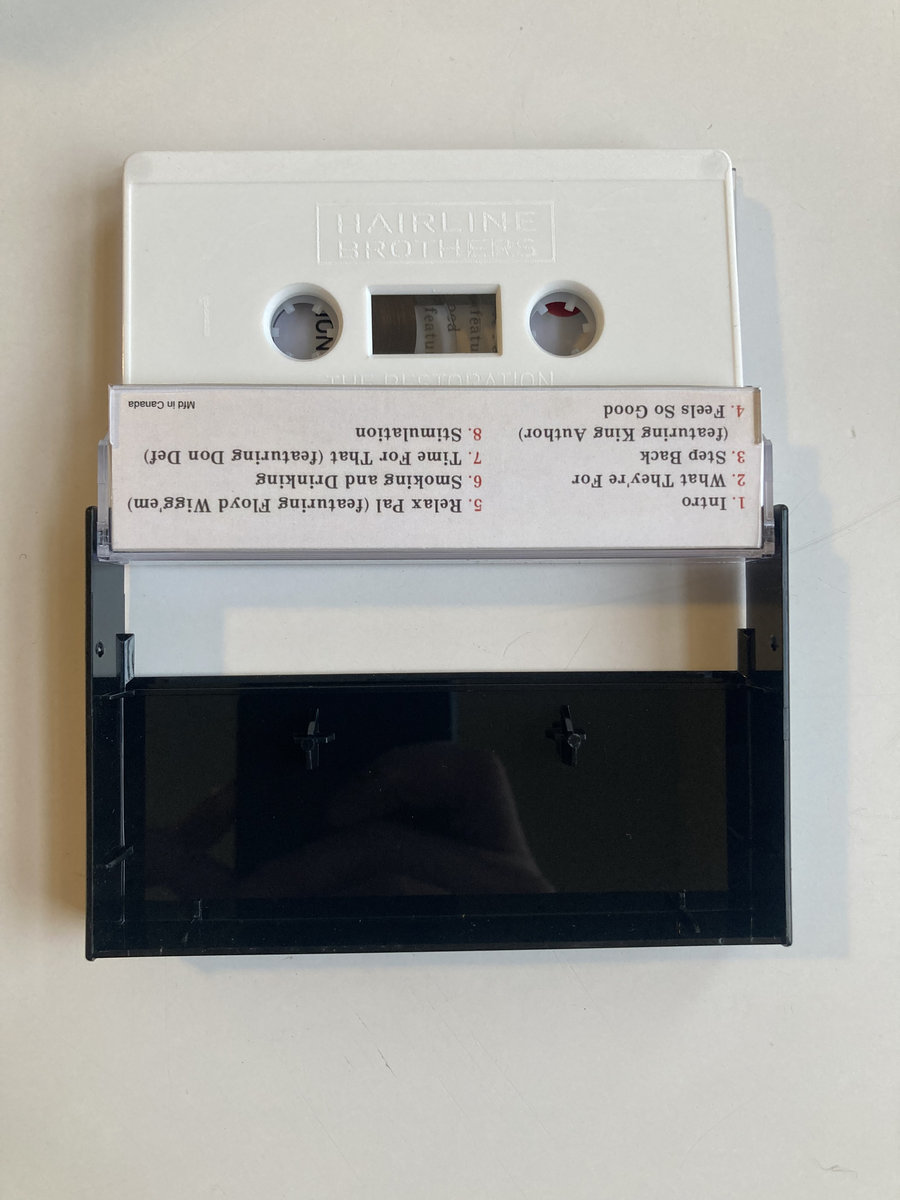 HAIRLINE
BROTHERS
THE RESTORATION
1. Intro
2. What They're For
3. Step Back
(featuring King Author)
4. Feels So Good
5. Relax Pal (featuring Floyd Wigg'em)
6. Smoking and Drinking
7. Time For That (featuring Don Def)
8. Stimulation
Mfd in Canada